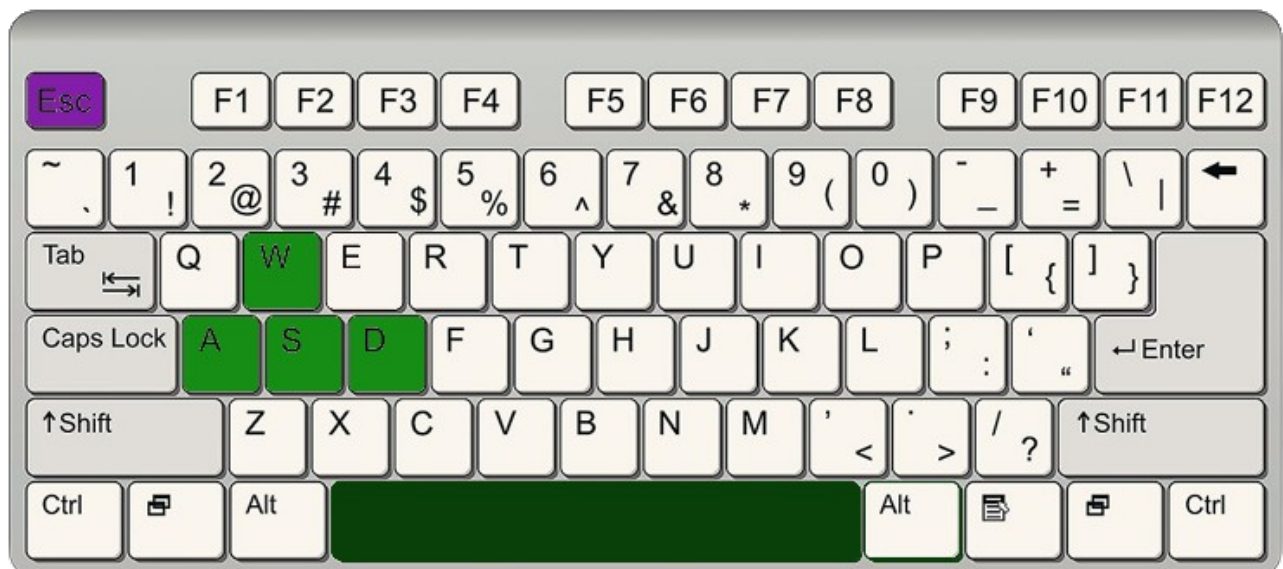 Esc F1 F2 F3 F4 F5 F6 F7 F8 F9 F10 F11 F12
~ ` 1 ! 2 @ 3 # 4 $ 5 % 6 ^ 7 & 8 * 9 ( 0 ) - _ + = \ |
Tab Q W E R T Y U I O P [ { ] }
Caps Lock A S D F G H J K L ; : ‘ “ Enter
Shift Z X C V B N M ’ < . > / ? Shift
Ctrl Alt Alt Ctrl